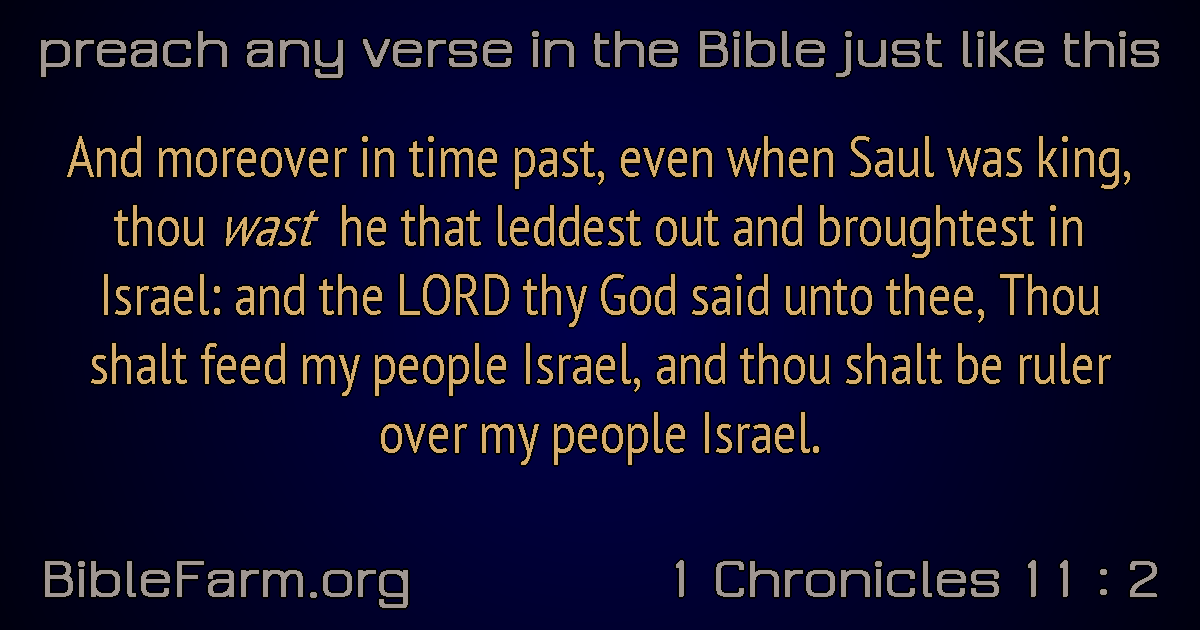 preach any verse in the Bible just like this
And moreover in time past, even when Saul was king,
thou wast he that leddest out and broughtest in
Israel: and the LORD thy God said unto thee, Thou
shalt feed my people Israel, and thou shalt be ruler
over my people Israel.
BibleFarm.org
1 Chronicles 11 : 2